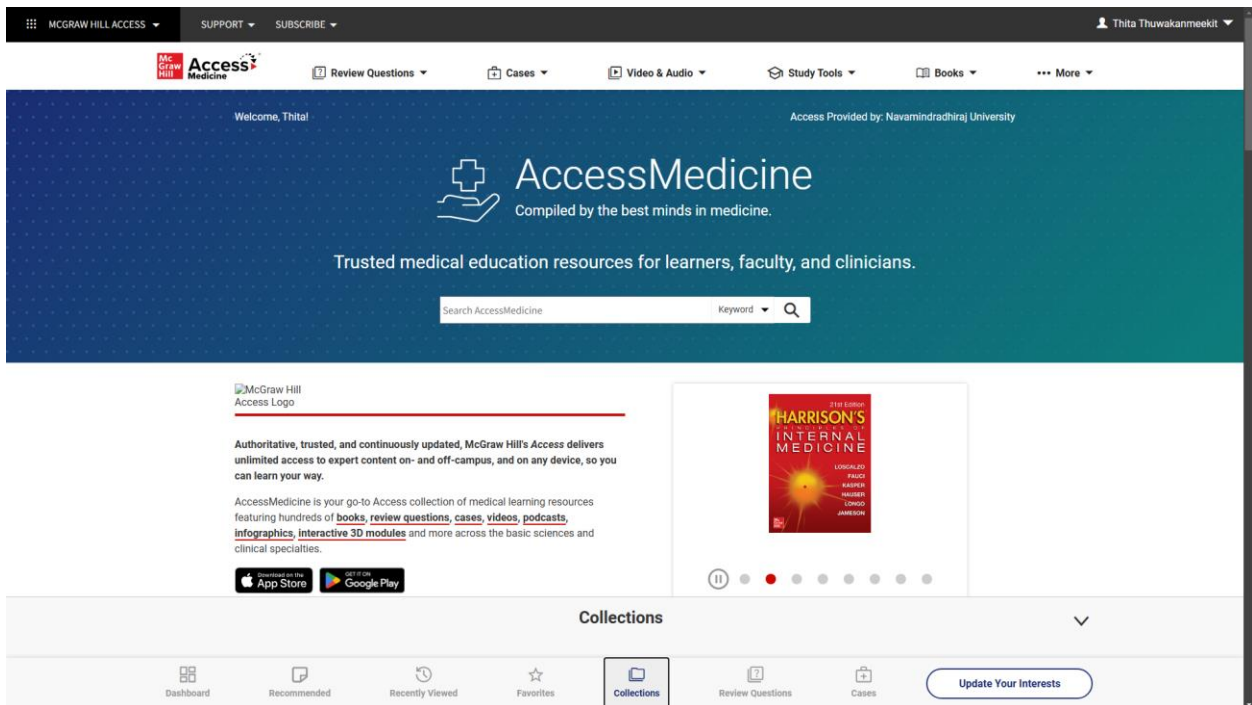 MCGRAW HILL ACCESS SUPPORT SUBSCRIBE Thita Thuwakanmeekit
Mc Graw Hill Access Medicine Review Questions Cases Video & Audio Study Tools Books More
Welcome, Thita! Access Provided by: Navamindradhiraj University
AccessMedicine
Compiled by the best minds in medicine.
Trusted medical education resources for learners, faculty, and clinicians.
Search AccessMedicine Keyword
McGraw Hill
Access Logo
Authoritative, trusted, and continuously updated, McGraw Hill's Access delivers
unlimited access to expert content on- and off-campus, and on any device, so you
can learn your way.
AccessMedicine is your go-to Access collection of medical learning resources
featuring hundreds of books, review questions, cases, videos, podcasts,
infographics, interactive 3D modules and more across the basic sciences and
clinical specialties.
Download on the App Store GET IT ON Google Play
21st Edition
HARRISON'S
PRINCIPLES OF
INTERNAL
MEDICINE
LOSCALZO
FAUCI
KASPER
HAUSER
LONGO
JAMESON
Collections
Dashboard Recommended Recently Viewed Favorites Collections Review Questions Cases Update Your Interests